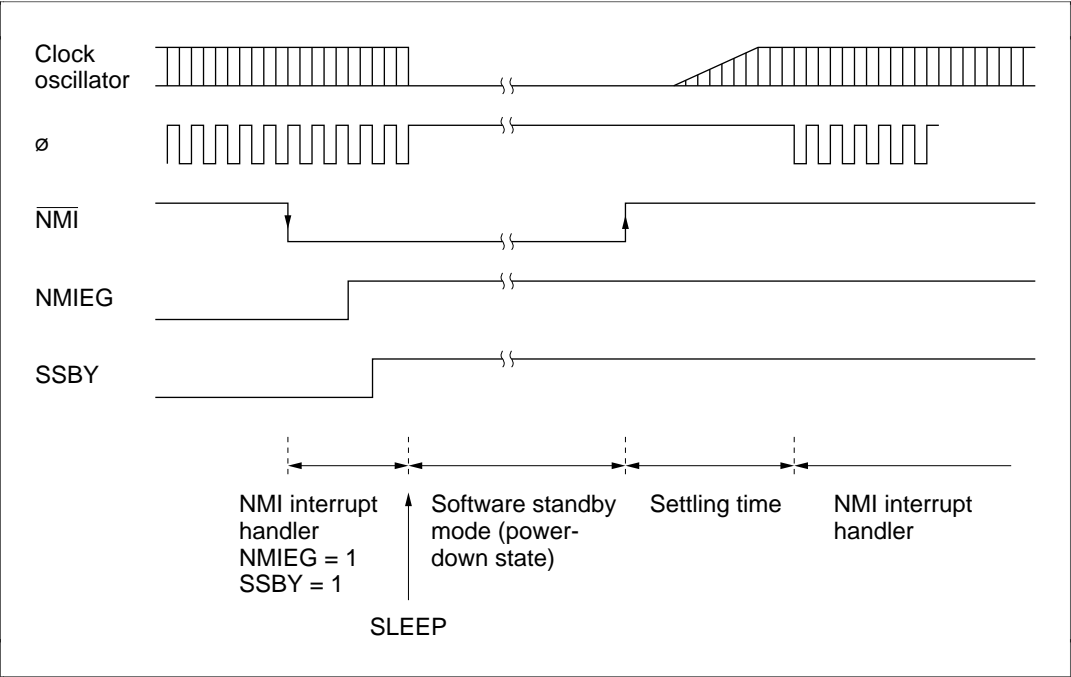 Clock
oscillator
ø
N̅M̅I̅
NMIEG
SSBY
NMI interrupt
handler
NMIEG = 1
SSBY = 1
SLEEP
Software standby
mode (power-
down state)
Settling time
NMI interrupt
handler